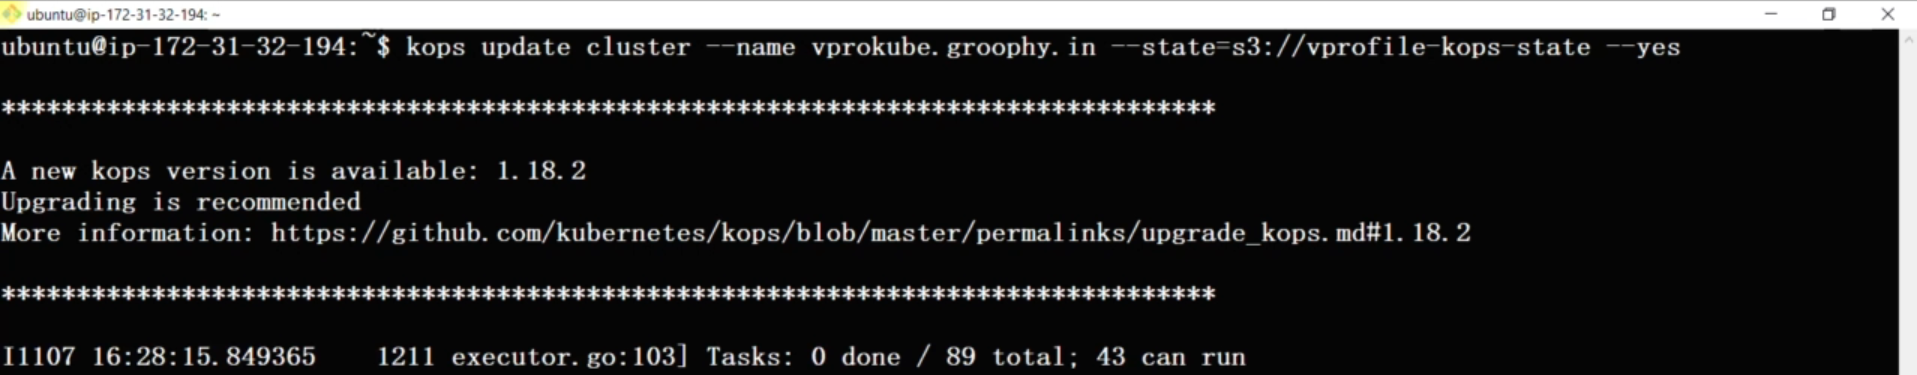 ubuntu@ip-172-31-32-194: ~
ubuntu@ip-172-31-32-194:~$ kops update cluster --name vprokube.groophy.in --state=s3://vprofile-kops-state --yes
*********************************************************************************
A new kops version is available: 1.18.2
Upgrading is recommended
More information: https://github.com/kubernetes/kops/blob/master/permalinks/upgrade_kops.md#1.18.2
*********************************************************************************
I1107 16:28:15.849365    1211 executor.go:103] Tasks: 0 done / 89 total; 43 can run